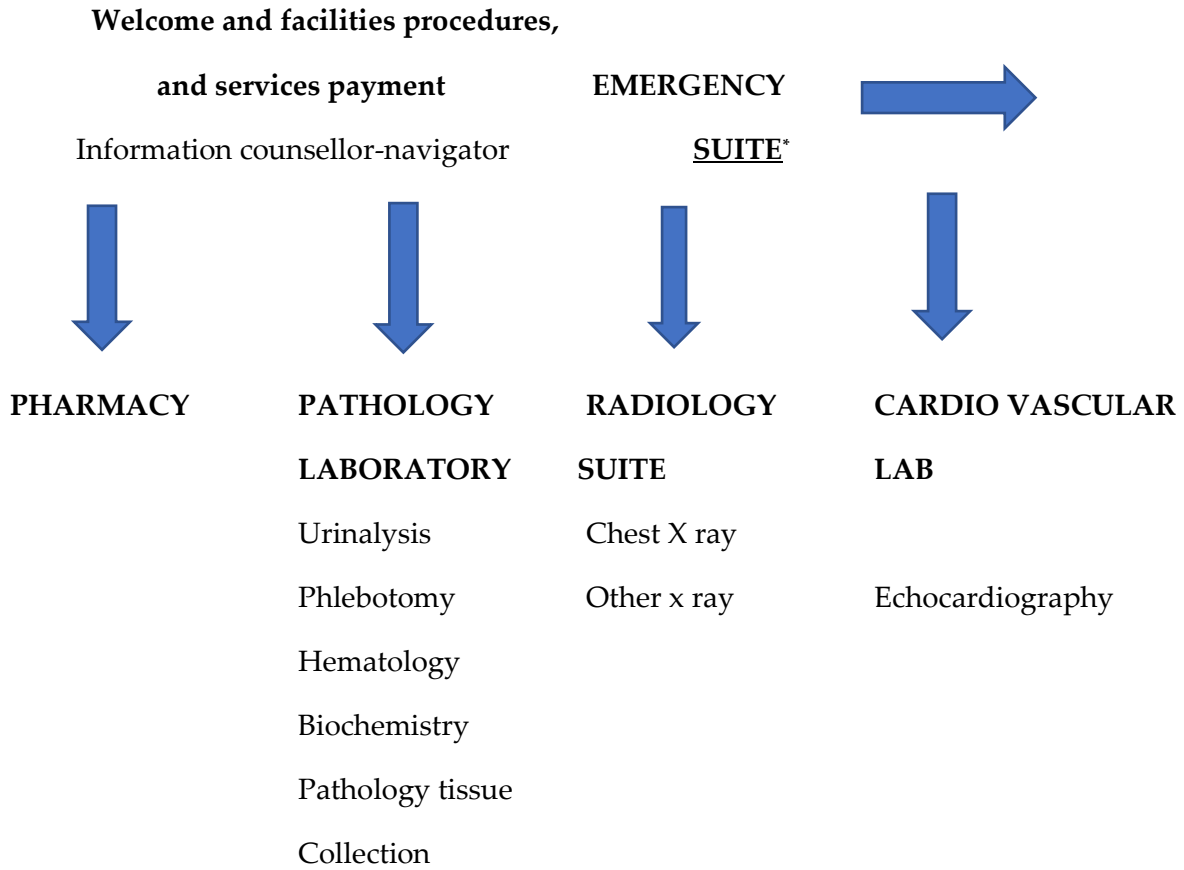 Welcome and facilities procedures,
and services payment EMERGENCY
Information counsellor-navigator SUITE*
PHARMACY PATHOLOGY RADIOLOGY CARDIO VASCULAR
LABORATORY SUITE LAB
Urinalysis Chest X ray
Phlebotomy Other x ray Echocardiography
Hematology
Biochemistry
Pathology tissue
Collection